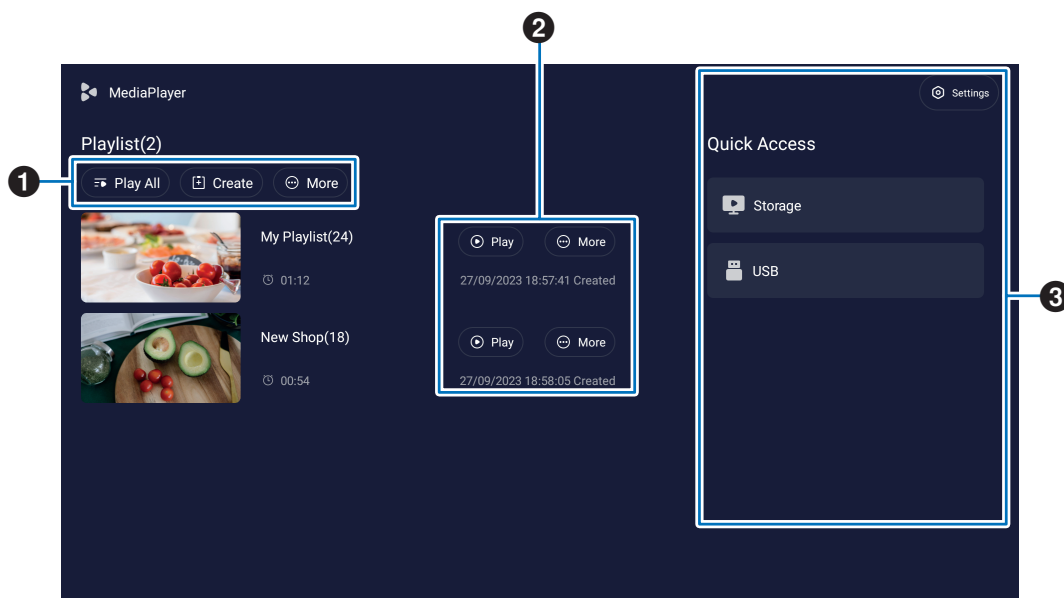 2
MediaPlayer
Settings
Playlist(2)
Quick Access
1
Play All
Create
More
Storage
My Playlist(24)
Play
More
01:12
27/09/2023 18:57:41 Created
USB
3
New Shop(18)
Play
More
00:54
27/09/2023 18:58:05 Created